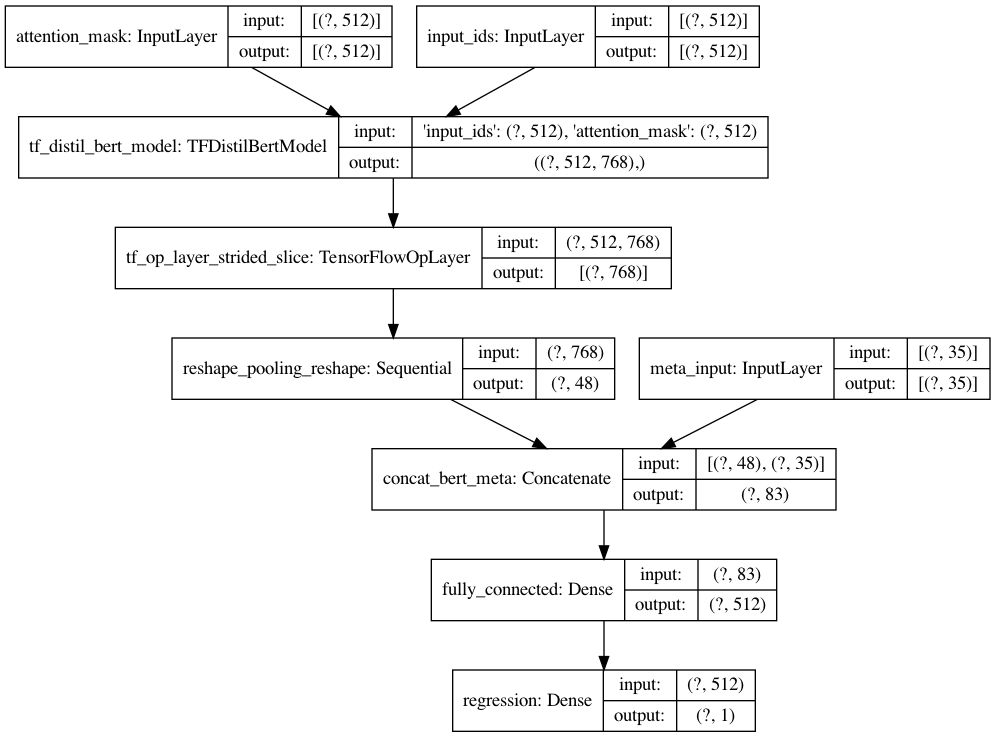 attention_mask: InputLayer
input: [(?, 512)]
output: [(?, 512)]
input_ids: InputLayer
input: [(?, 512)]
output: [(?, 512)]
tf_distil_bert_model: TFDistilBertModel
input: 'input_ids': (?, 512), 'attention_mask': (?, 512)
output: ((?, 512, 768),)
tf_op_layer_strided_slice: TensorFlowOpLayer
input: (?, 512, 768)
output: [(?, 768)]
reshape_pooling_reshape: Sequential
input: (?, 768)
output: (?, 48)
meta_input: InputLayer
input: [(?, 35)]
output: [(?, 35)]
concat_bert_meta: Concatenate
input: [(?, 48), (?, 35)]
output: (?, 83)
fully_connected: Dense
input: (?, 83)
output: (?, 512)
regression: Dense
input: (?, 512)
output: (?, 1)